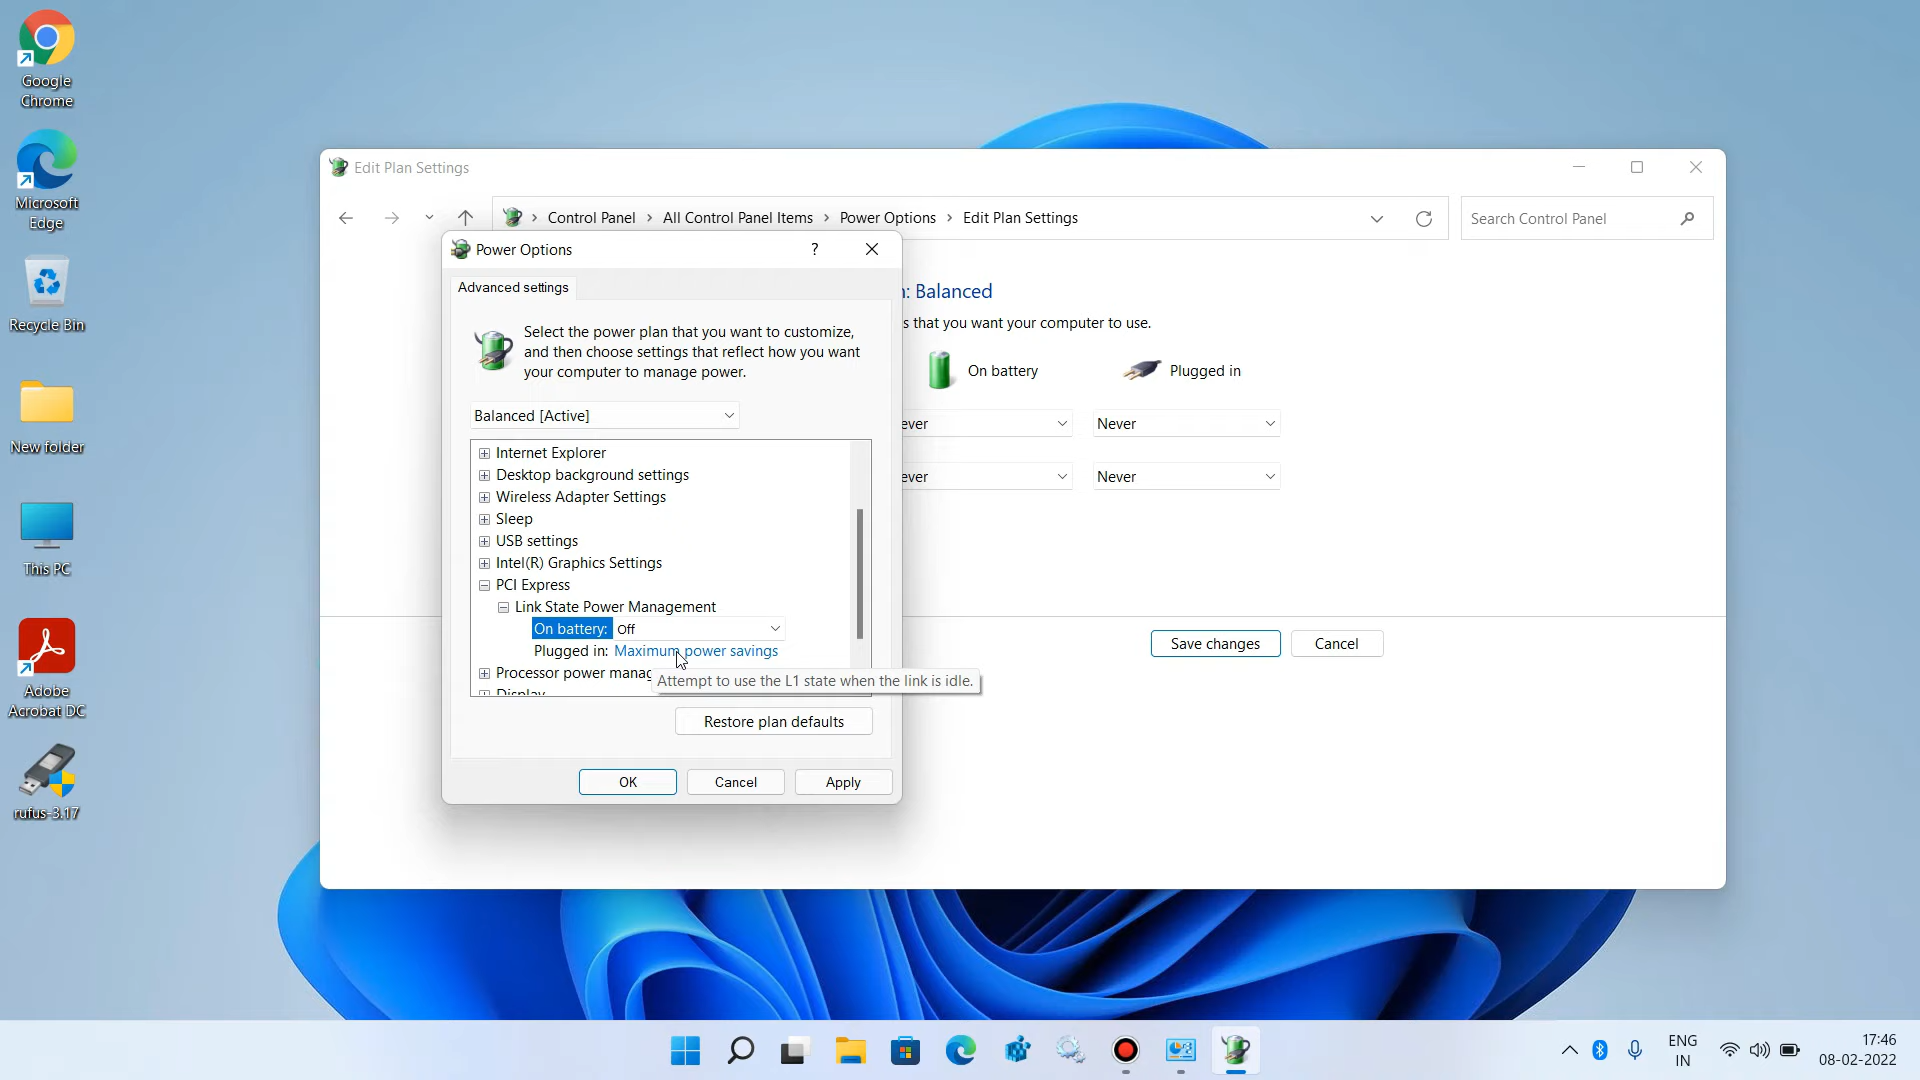 Google
Chrome
Microsoft
Edge
Recycle Bin
New folder
This PC
Adobe
Acrobat DC
rufus-3.17
Edit Plan Settings
Control Panel > All Control Panel Items > Power Options > Edit Plan Settings
Search Control Panel
n: Balanced
s that you want your computer to use.
On battery
Plugged in
ever
Never
ever
Never
Save changes
Cancel
Power Options
?
Advanced settings
Select the power plan that you want to customize,
and then choose settings that reflect how you want
your computer to manage power.
Balanced [Active]
Internet Explorer
Desktop background settings
Wireless Adapter Settings
Sleep
USB settings
Intel(R) Graphics Settings
PCI Express
Link State Power Management
On battery: Off
Plugged in: Maximum power savings
Processor power manag
Attempt to use the L1 state when the link is idle.
Display
Restore plan defaults
OK
Cancel
Apply
ENG
IN
17:46
08-02-2022